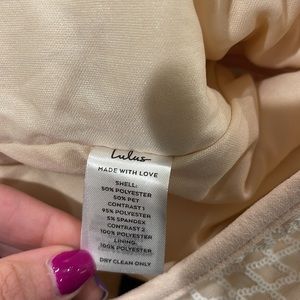 Lulus
MADE WITH LOVE
SHELL:
50% POLYESTER
50% PET
CONTRAST 1
95% POLYESTER
5% SPANDEX
CONTRAST 2
100% POLYESTER
LINING:
100% POLYESTER
DRY CLEAN ONLY